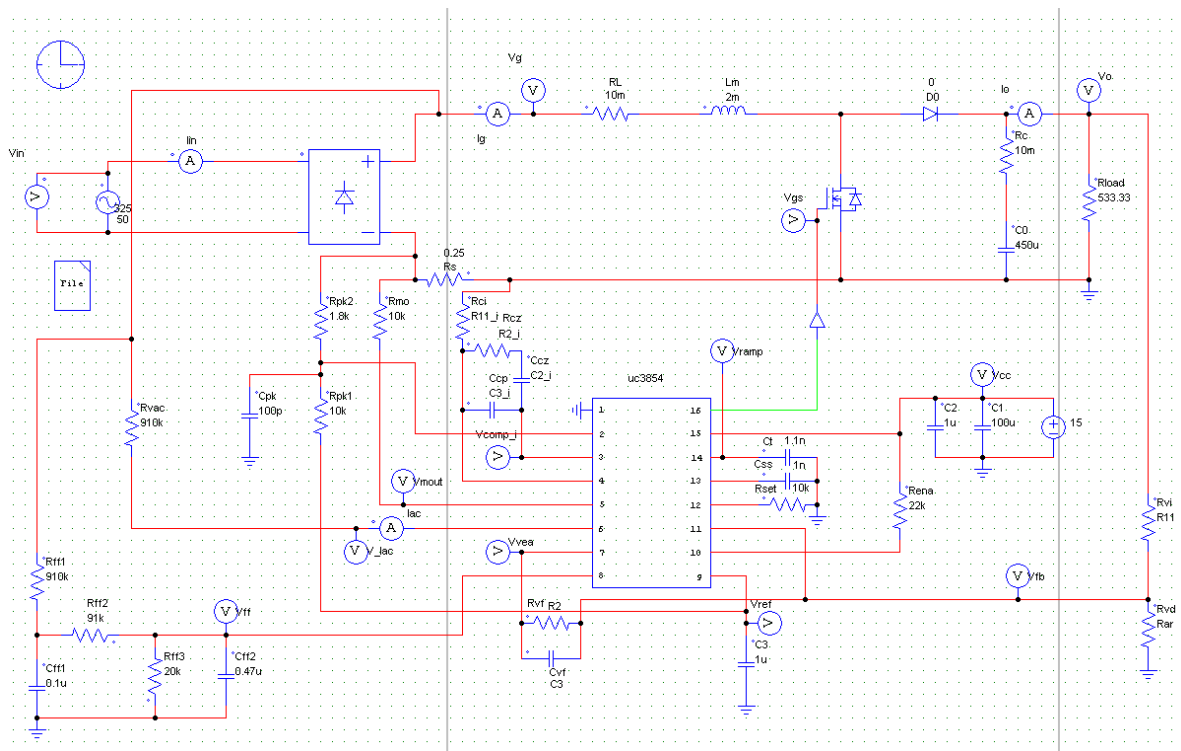 Vg
Vo
RL
10m
Lm
2m
0
D0
Io
V
V
A
Ig
A
Rc
10m
Iin
Vin
A
V
325
50
+
−
Vgs
V
Rload
533.33
C0
450u
File
0.25
Rs
Rpk2
1.8k
Rmo
10k
Rci
R11_i
Rcz
R2_i
Ccz
C2_i
Ccp
C3_i
V
Vramp
uc3854
V
Vcc
Cpk
100p
Rpk1
10k
Rvac
910k
C2
1u
C1
100u
15
1
2
3
4
5
6
7
8
16
15
14
13
12
11
10
9
Vcomp_i
V
Ct
1.1n
Css
1n
Rset
10k
V
Vmout
Iac
A
V
V_Iac
Rena
22k
Rvi
R11
Vvea
V
Rff1
910k
Rff2
91k
V
Vff
Rvf
R2
Vref
V
V
Vfb
Rvd
Rar
Cff1
0.1u
Rff3
20k
Cff2
0.47u
Cvf
C3
C3
1u